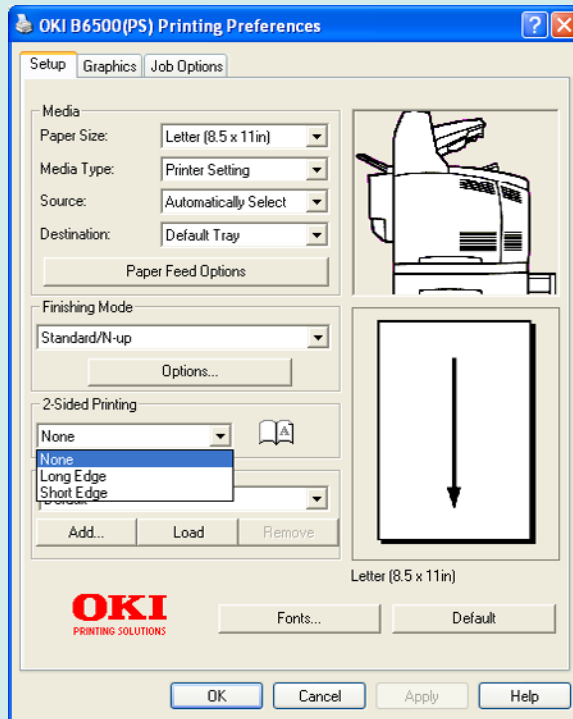 OKI B6500(PS) Printing Preferences
Setup
Graphics
Job Options
Media
Paper Size:
Letter (8.5 x 11in)
Media Type:
Printer Setting
Source:
Automatically Select
Destination:
Default Tray
Paper Feed Options
Finishing Mode
Standard/N-up
Options...
2-Sided Printing
None
A
None
Long Edge
Short Edge
Add...
Load
Remove
Letter (8.5 x 11in)
OKI
PRINTING SOLUTIONS
Fonts...
Default
OK
Cancel
Apply
Help